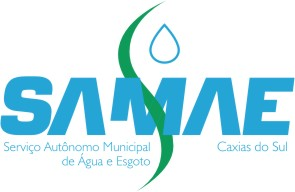 SAMAE
Serviço Autônomo Municipal
de Água e Esgoto
Caxias do Sul